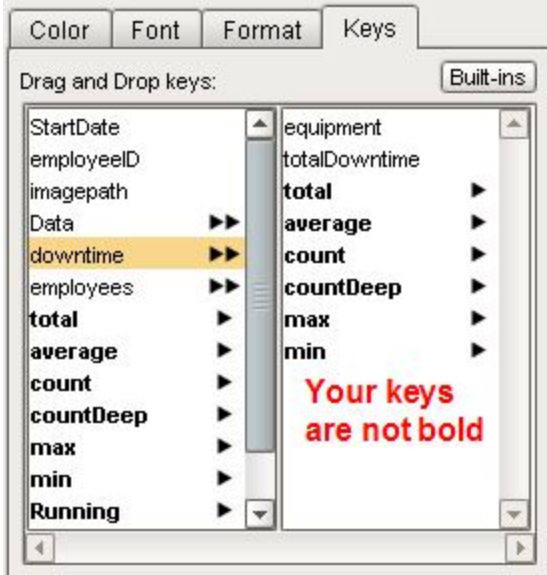 Color Font Format Keys
Drag and Drop keys: Built-ins
StartDate
employeeID
imagepath
Data
downtime
employees
total
average
count
countDeep
max
min
Running
equipment
totalDowntime
total
average
count
countDeep
max
min
Your keys
are not bold